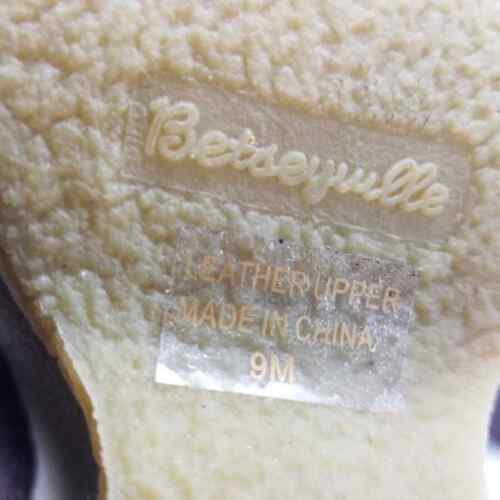 Betseyville
LEATHER UPPER
MADE IN CHINA
9M